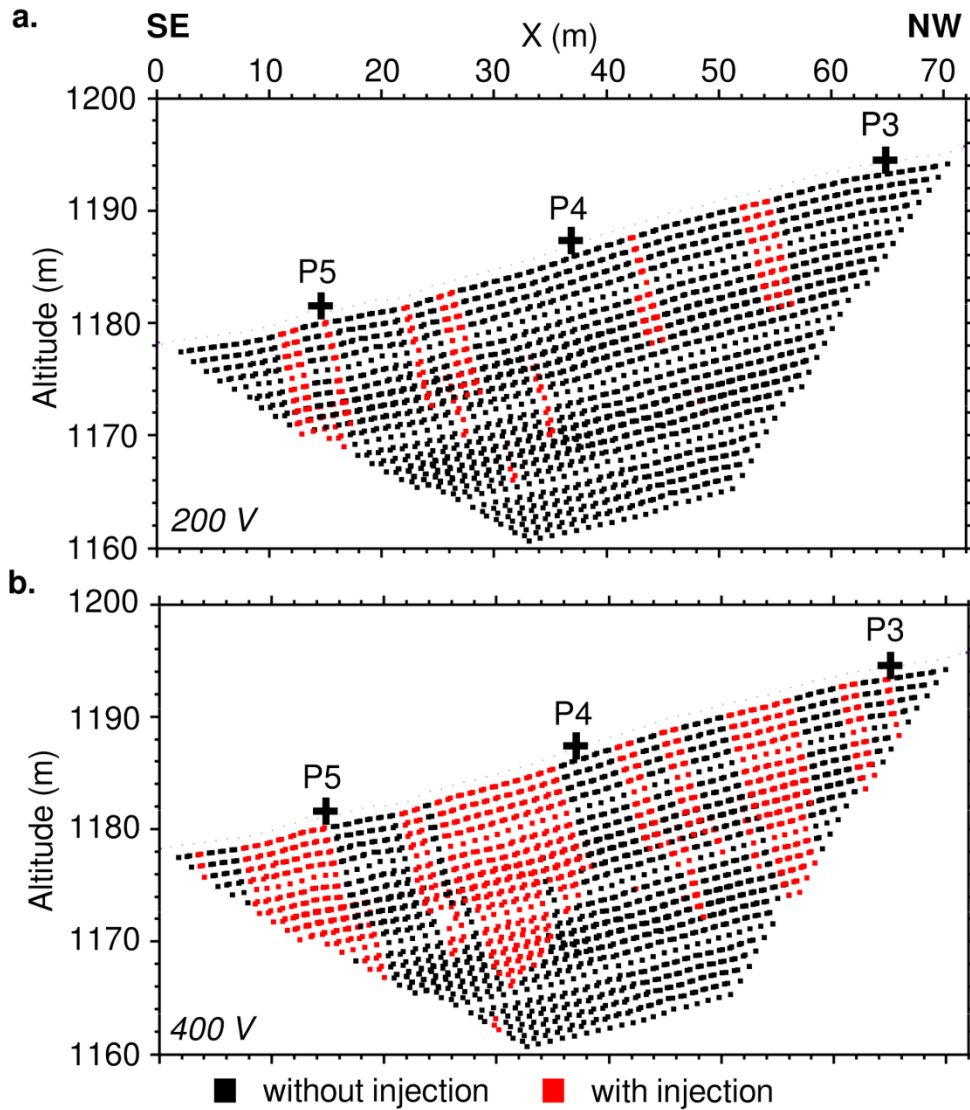 a.
SE
X (m)
NW
0 10 20 30 40 50 60 70
1200
1190
1180
1170
1160
Altitude (m)
P3
P4
P5
200 V
b.
1200
1190
1180
1170
1160
Altitude (m)
P3
P4
P5
400 V
without injection with injection